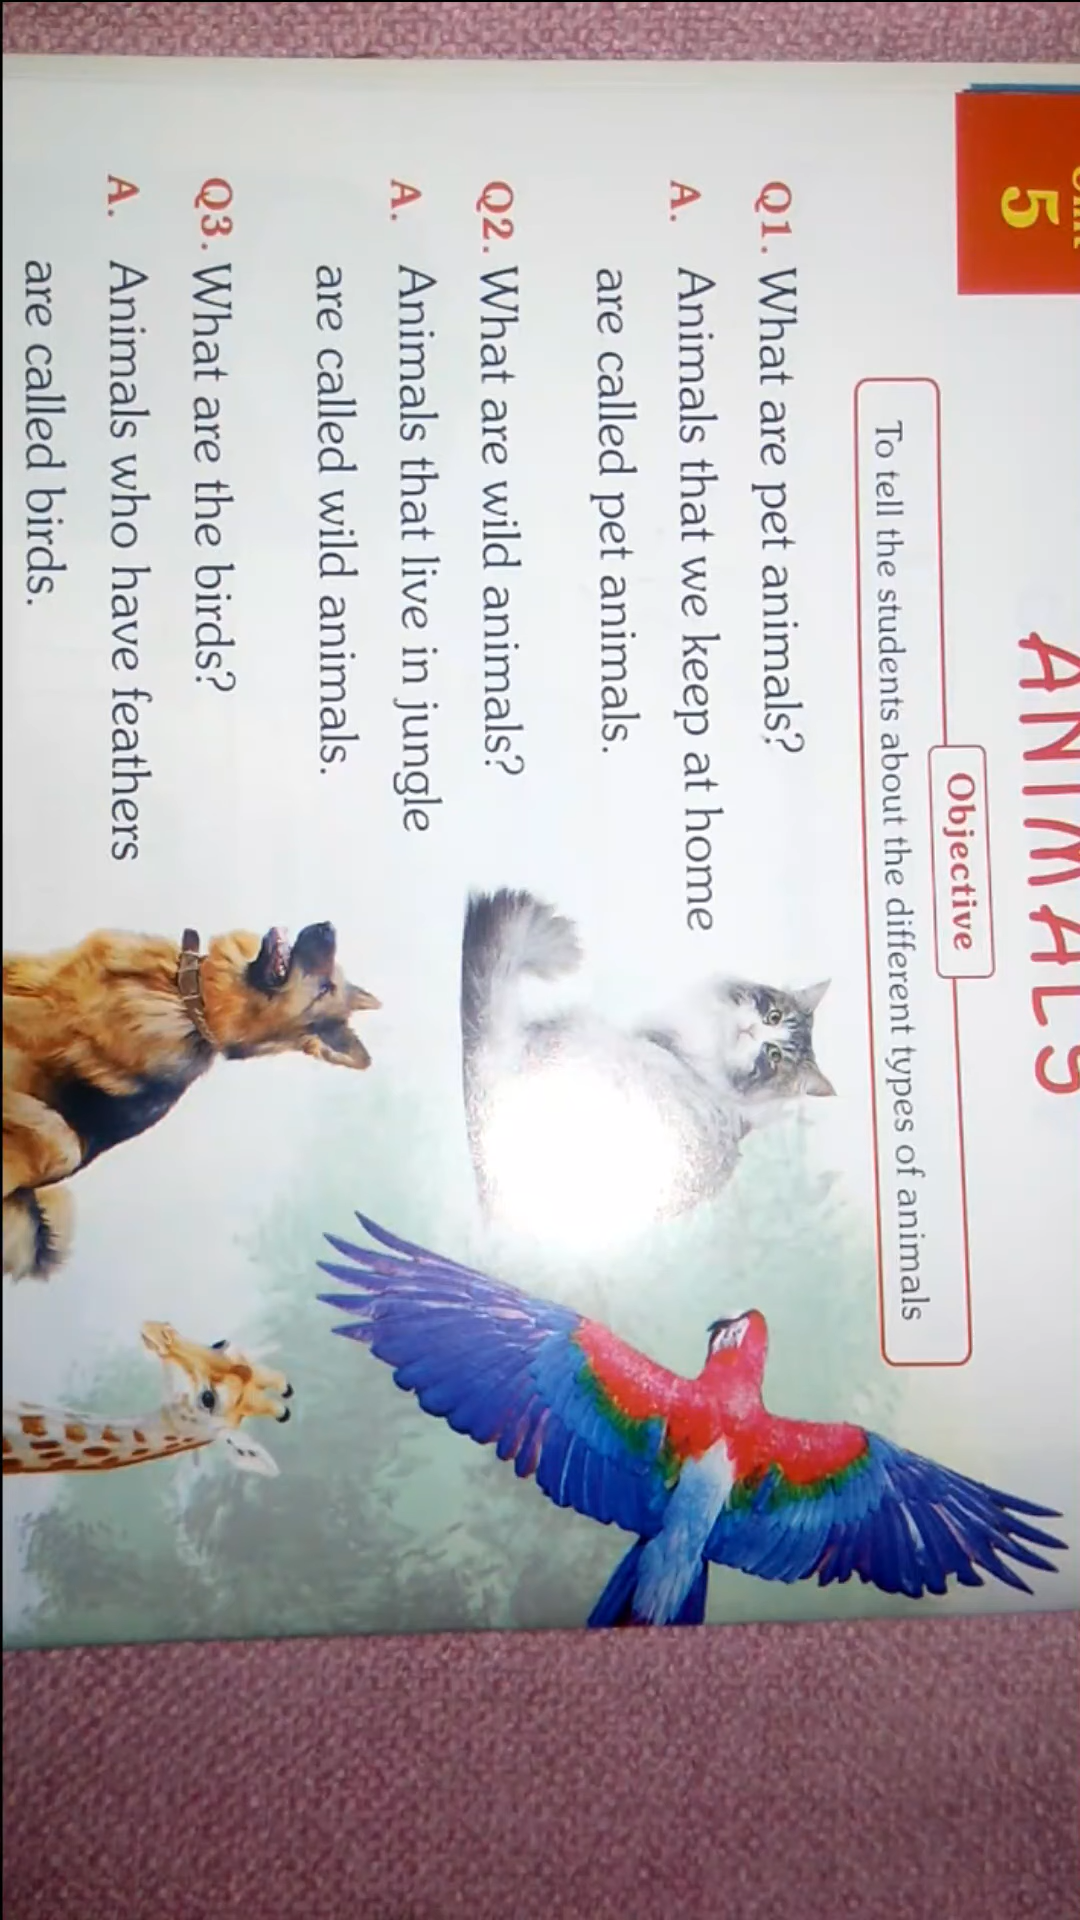 5
ANIMALS
Objective
To tell the students about the different types of animals
Q1. What are pet animals?
A. Animals that we keep at home
are called pet animals.
Q2. What are wild animals?
A. Animals that live in jungle
are called wild animals.
Q3. What are the birds?
A. Animals who have feathers
are called birds.